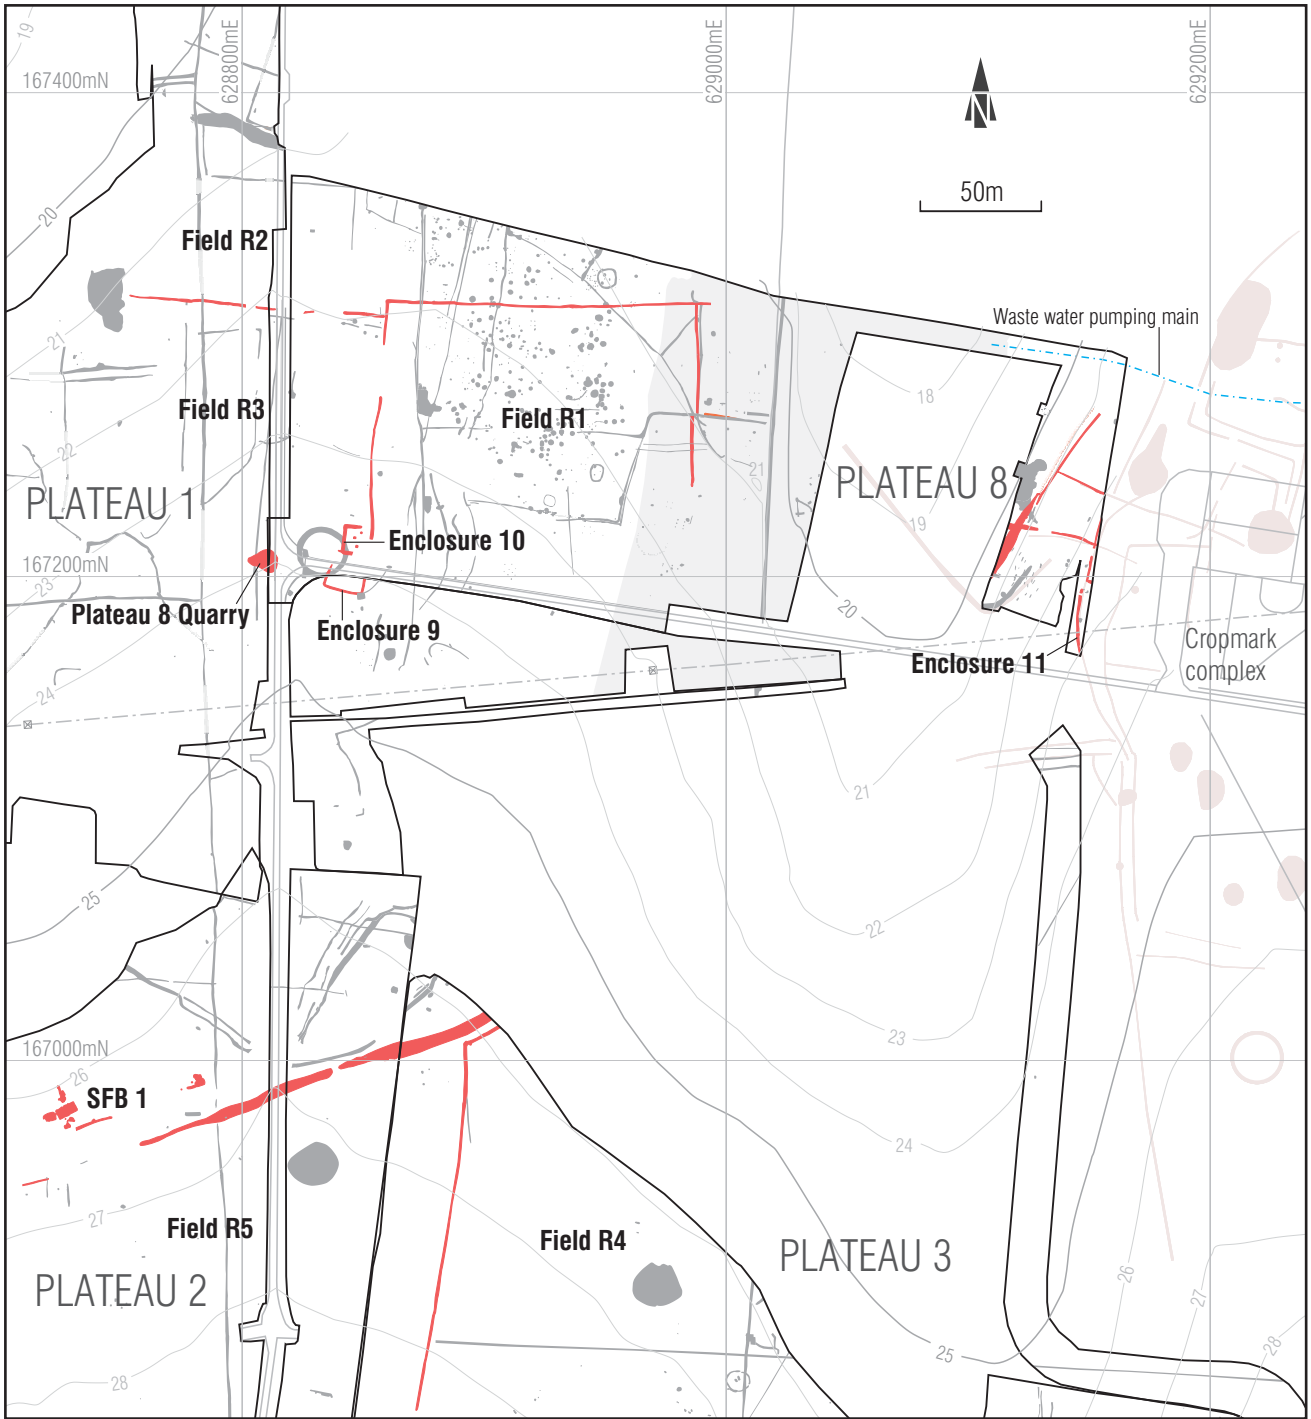 19
628800mE
629000mE
629200mE
167400mN
N
50m
20
Field R2
Waste water pumping main
21
18
Field R3
Field R1
22
21
PLATEAU 8
PLATEAU 1
19
Enclosure 10
167200mN
23
Plateau 8 Quarry
20
Enclosure 9
Cropmark
complex
Enclosure 11
24
21
25
22
23
167000mN
26
SFB 1
24
27
Field R5
Field R4
PLATEAU 3
26
PLATEAU 2
27
25
28
28